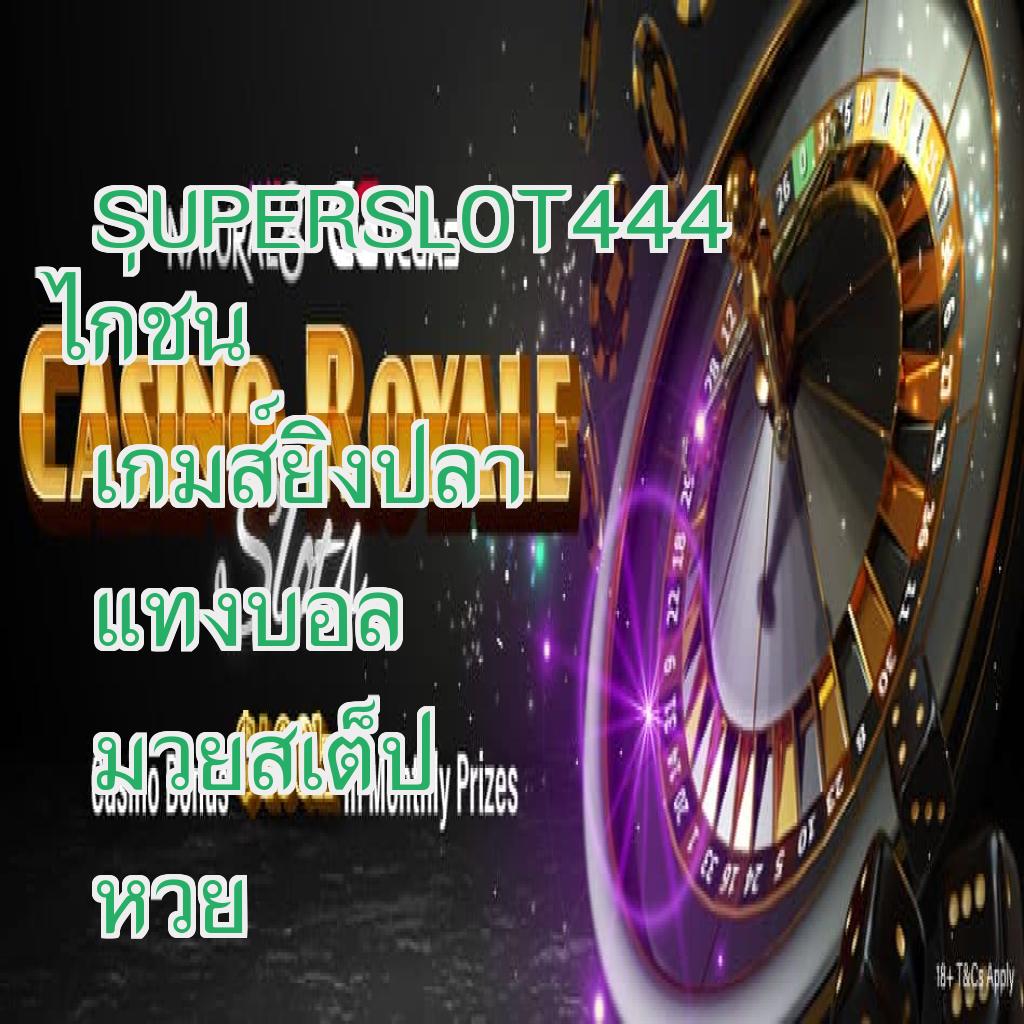 SUPERSLOT444
ไกชน
เกมส์ยิงปลา
แทงบอล
มวยสเต็ป
หวย
CASINO ROYALE
Slots
Casino Bonus
in Monthly Prizes
18+ T&Cs Apply